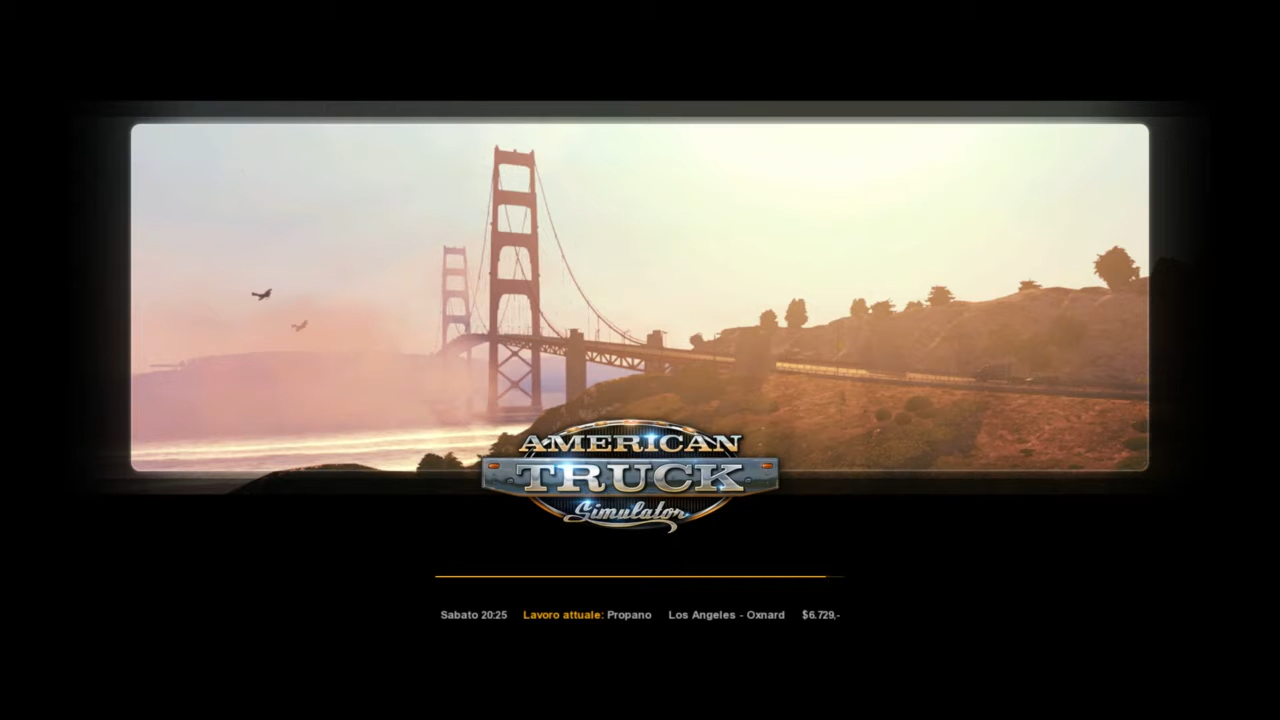 AMERICAN
TRUCK
Simulator
Sabato 20:25 Lavoro attuale: Propano Los Angeles - Oxnard $6.729,-